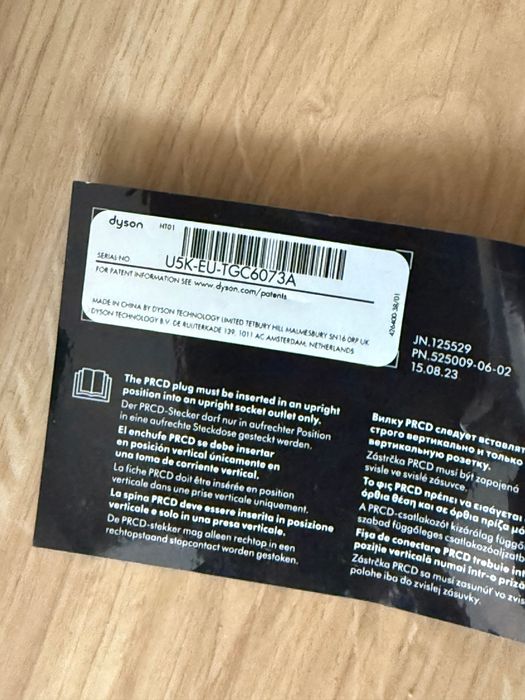 dyson
HT01
SERIAL NO.
U5K-EU-TGC6073A
FOR PATENT INFORMATION SEE www.dyson.com/patents
MADE IN CHINA BY DYSON TECHNOLOGY LIMITED TETBURY HILL MALMESBURY SN16 0RP UK
DYSON TECHNOLOGY B.V. DE RUIJTERKADE 139, 1011 AC AMSTERDAM, NETHERLANDS
426400-38/01
JN.125529
PN.525009-06-02
15.08.23
The PRCD plug must be inserted in an upright
position into an upright socket outlet only.
Der PRCD-Stecker darf nur in aufrechter Position
in eine aufrechte Steckdose gesteckt werden.
El enchufe PRCD se debe insertar
en posición vertical únicamente en
una toma de corriente vertical.
La fiche PRCD doit être insérée en position
verticale dans une prise verticale uniquement.
La spina PRCD deve essere inserita in posizione
verticale e solo in una presa verticale.
De PRCD-stekker mag alleen rechtop in een
rechtopstaand stopcontact worden gestoken.
Вилку PRCD следует вставлят
строго вертикально и только
вертикальную розетку.
Zástrčka PRCD musí být zapojena
svisle ve svislé zásuvce.
Το φις PRCD πρέπει να εισάγεται
όρθια θέση και σε όρθια πρίζα μό
A PRCD-csatlakozót kizárólag függő
szabad függőleges csatlakozóaljzatb
Fișa de conectare PRCD trebuie int
poziție verticală numai într-o priză
Zástrčka PRCD sa musí zasunúť vo zvis
polohe iba do zvislej zásuvky.